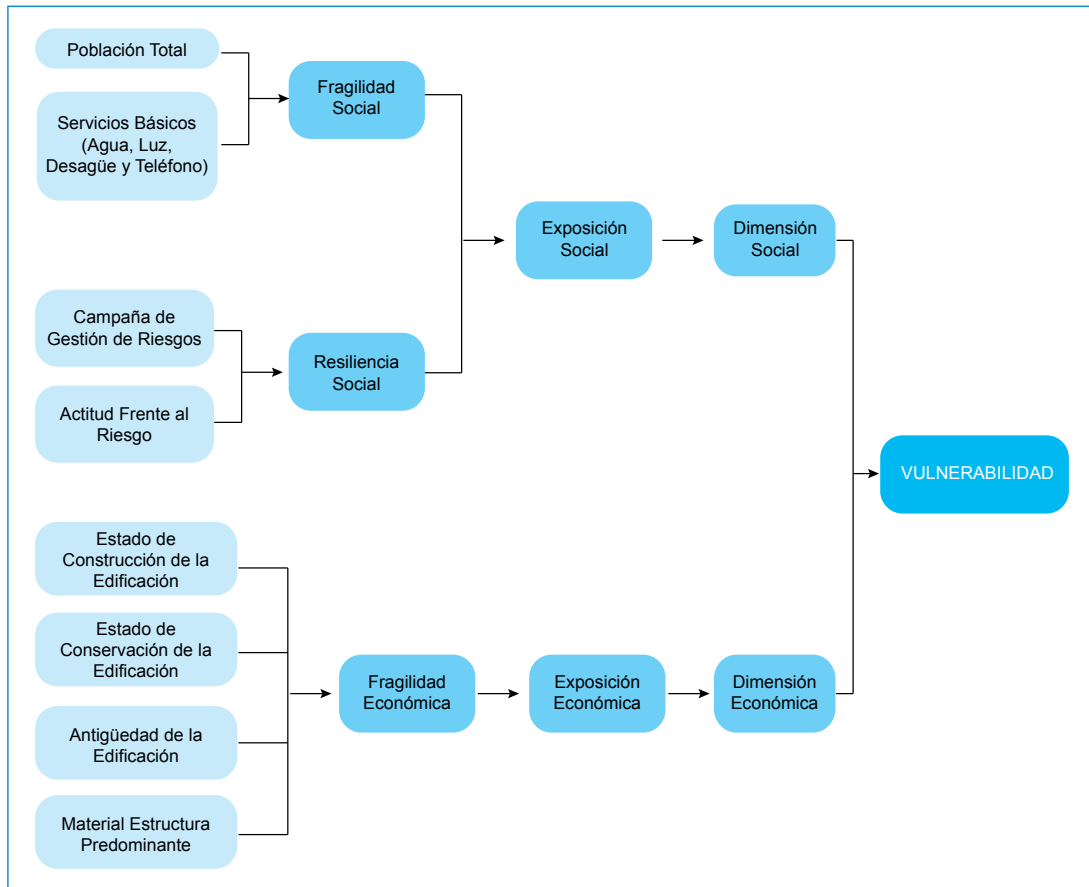 Población Total
Servicios Básicos
(Agua, Luz,
Desagüe y Teléfono)
Fragilidad
Social
Campaña de
Gestión de Riesgos
Actitud Frente al
Riesgo
Resiliencia
Social
Exposición
Social
Dimensión
Social
Estado de
Construcción de la
Edificación
Estado de
Conservación de la
Edificación
Antigüedad de la
Edificación
Material Estructura
Predominante
Fragilidad
Económica
Exposición
Económica
Dimensión
Económica
VULNERABILIDAD